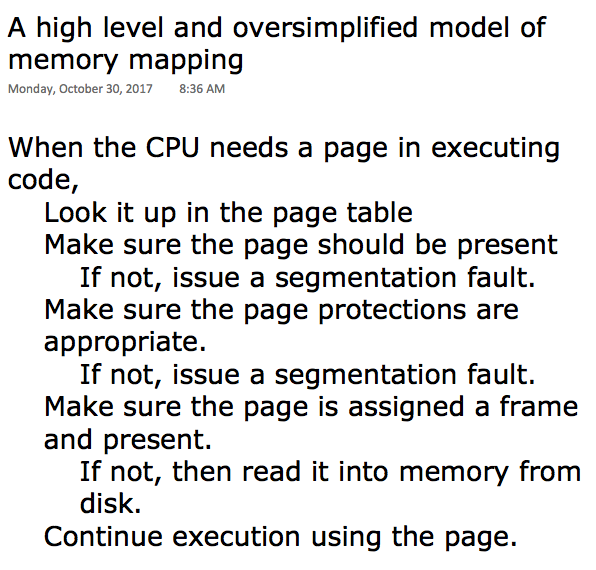 A high level and oversimplified model of
memory mapping
Monday, October 30, 2017 8:36 AM
When the CPU needs a page in executing
code,
Look it up in the page table
Make sure the page should be present
If not, issue a segmentation fault.
Make sure the page protections are
appropriate.
If not, issue a segmentation fault.
Make sure the page is assigned a frame
and present.
If not, then read it into memory from
disk.
Continue execution using the page.